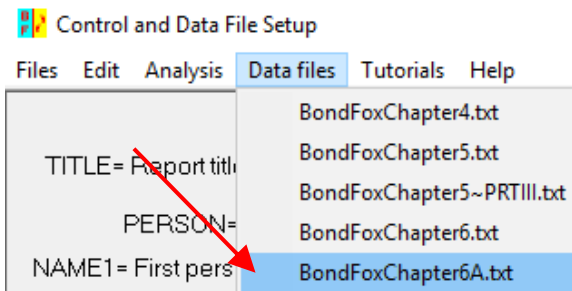 Control and Data File Setup
Files Edit Analysis Data files Tutorials Help
BondFoxChapter4.txt
TITLE= Report title
BondFoxChapter5.txt
BondFoxChapter5~PRTIII.txt
PERSON=
BondFoxChapter6.txt
NAME1= First pers
BondFoxChapter6A.txt